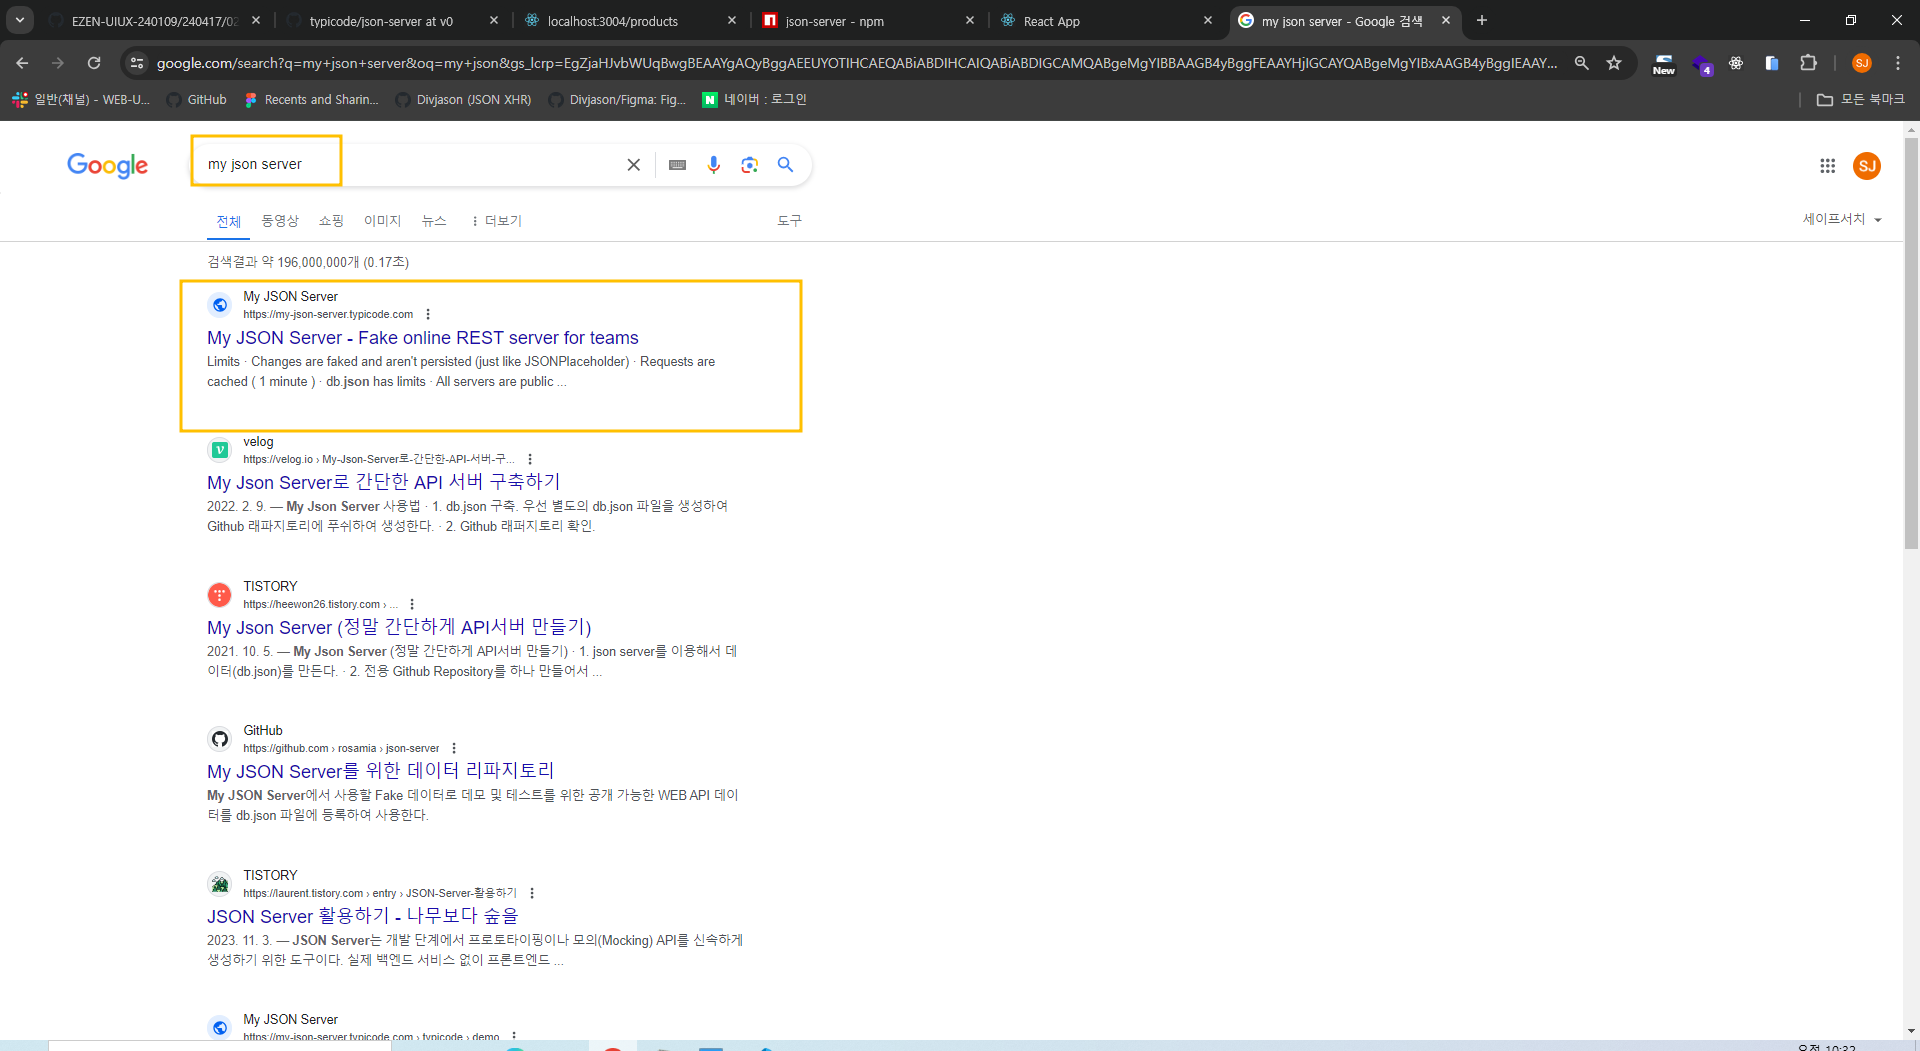 EZEN-UIUX-240109/240417/02
typicode/json-server at v0
localhost:3004/products
json-server - npm
React App
my json server - Google 검색
google.com/search?q=my+json+server&oq=my+json&gs_lcrp=EgZjaHJvbWUqBwgBEAAYgAQyBggAEEUYOTIHCAEQABiABDIHCAIQABiABDIGCAMQABgeMgYIBBAAGB4yBggFEAAYHjIGCAYQABgeMgYIBxAAGB4yBggIEAAY...
New
4
SJ
일반(채널) - WEB-U...
GitHub
Recents and Sharin...
Divjason (JSON XHR)
Divjason/Figma: Fig...
네이버 : 로그인
모든 북마크
Google
my json server
SJ
전체
동영상
쇼핑
이미지
뉴스
더보기
도구
세이프서치
검색결과 약 196,000,000개 (0.17초)
My JSON Server
https://my-json-server.typicode.com
My JSON Server - Fake online REST server for teams
Limits · Changes are faked and aren't persisted (just like JSONPlaceholder) · Requests are
cached ( 1 minute ) · db.json has limits · All servers are public ...
velog
https://velog.io › My-Json-Server로-간단한-API-서버-구...
My Json Server로 간단한 API 서버 구축하기
2022. 2. 9. — My Json Server 사용법 · 1. db.json 구축. 우선 별도의 db.json 파일을 생성하여
Github 래파지토리에 푸쉬하여 생성한다. · 2. Github 래퍼지토리 확인.
TISTORY
https://heewon26.tistory.com › ...
My Json Server (정말 간단하게 API서버 만들기)
2021. 10. 5. — My Json Server (정말 간단하게 API서버 만들기) · 1. json server를 이용해서 데
이터(db.json)를 만든다. · 2. 전용 Github Repository를 하나 만들어서 ...
GitHub
https://github.com › rosamia › json-server
My JSON Server를 위한 데이터 리파지토리
My JSON Server에서 사용할 Fake 데이터로 데모 및 테스트를 위한 공개 가능한 WEB API 데이
터를 db.json 파일에 등록하여 사용한다.
TISTORY
https://laurent.tistory.com › entry › JSON-Server-활용하기
JSON Server 활용하기 - 나무보다 숲을
2023. 11. 3. — JSON Server는 개발 단계에서 프로토타이핑이나 모의(Mocking) API를 신속하게
생성하기 위한 도구이다. 실제 백엔드 서비스 없이 프론트엔드 ...
My JSON Server
https://my-json-server.typicode.com › typicode › demo
오전 10:32